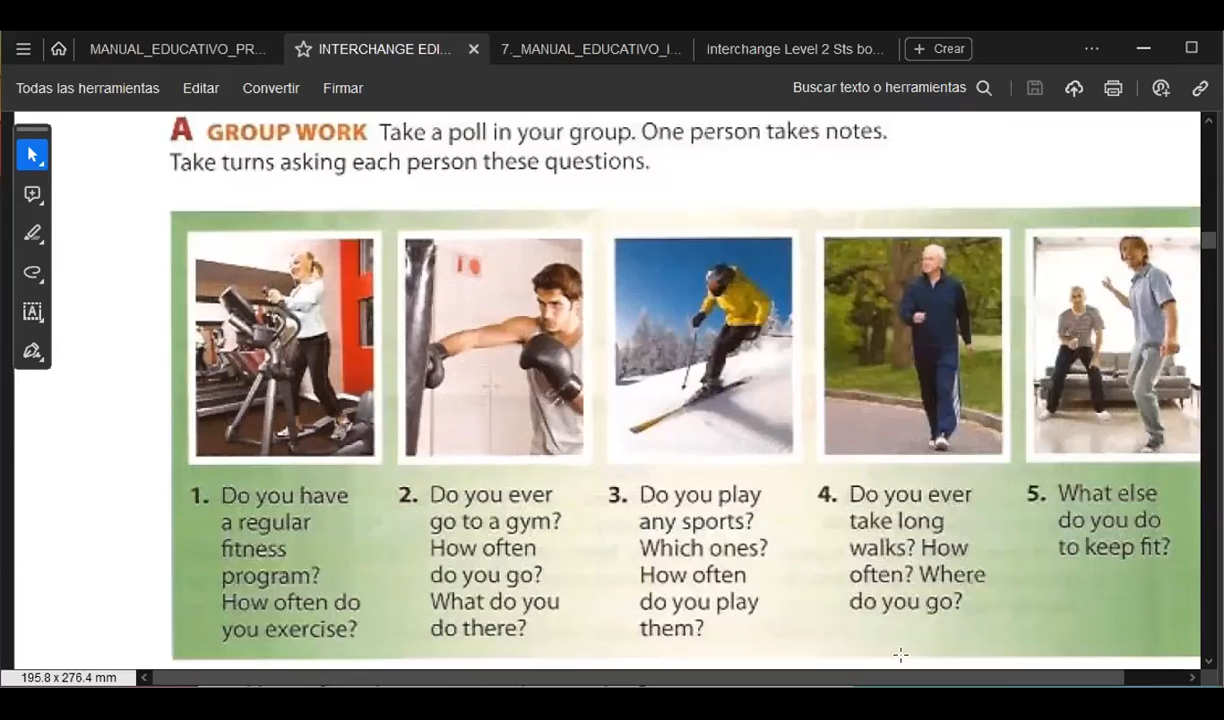 MANUAL_EDUCATIVO_PR...
INTERCHANGE EDI...
7._MANUAL_EDUCATIVO_I...
interchange Level 2 Sts bo...
+ Crear
Todas las herramientas
Editar
Convertir
Firmar
Buscar texto o herramientas
A GROUP WORK Take a poll in your group. One person takes notes.
Take turns asking each person these questions.
1. Do you have
a regular
fitness
program?
How often do
you exercise?
2. Do you ever
go to a gym?
How often
do you go?
What do you
do there?
3. Do you play
any sports?
Which ones?
How often
do you play
them?
4. Do you ever
take long
walks? How
often? Where
do you go?
5. What else
do you do
to keep fit?
195.8 x 276.4 mm